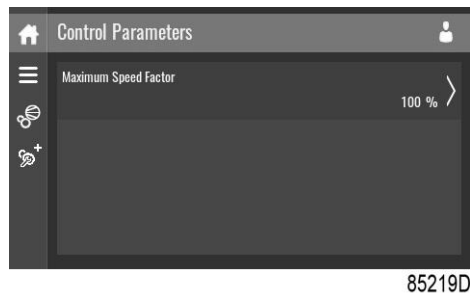 Control Parameters
Maximum Speed Factor
100 %
85219D